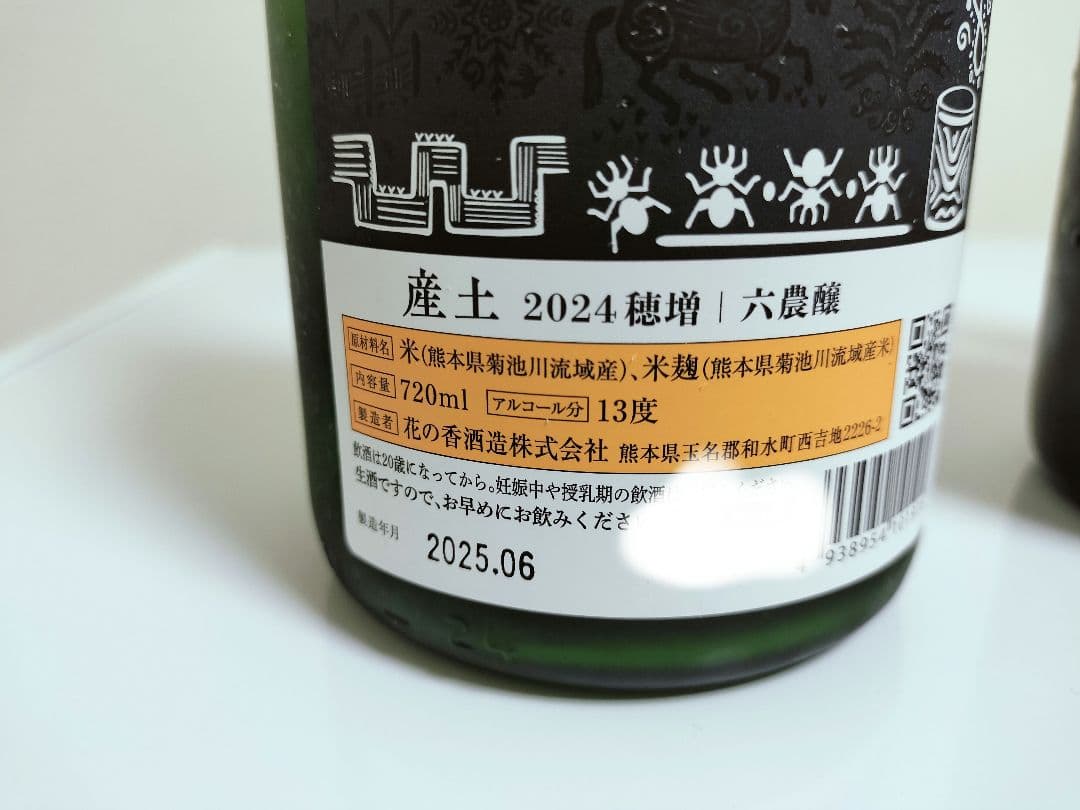 産土 2024穂増｜六農醸
原材料名 米(熊本県菊池川流域産)、米麹(熊本県菊池川流域産米)
内容量 720ml アルコール分 13度
製造者 花の香酒造株式会社 熊本県玉名郡和水町西吉地2226-2
飲酒は20歳になってから。妊娠中や授乳期の飲酒
生酒ですので、お早めにお飲みくださ
製造年月 2025.06
938954
24